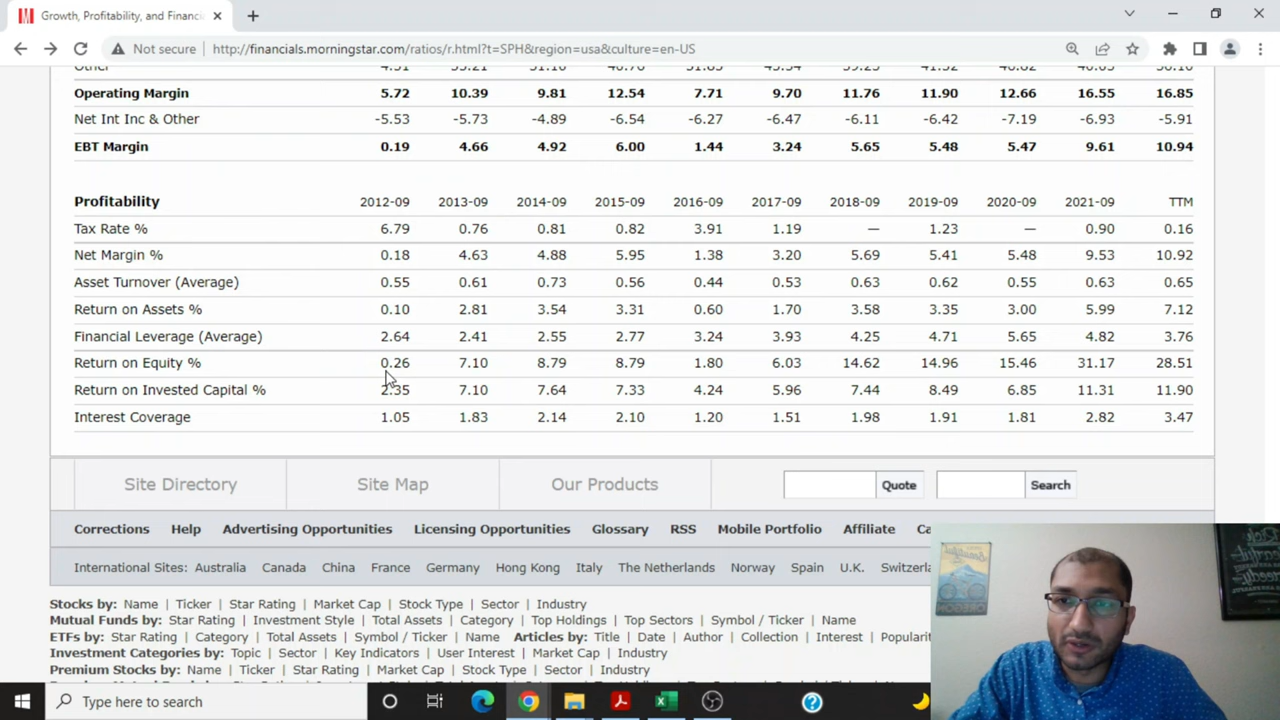 Growth, Profitability, and Financi
Not secure http://financials.morningstar.com/ratios/r.html?t=SPH&region=usa&culture=en-US
Other
Operating Margin 5.72 10.39 9.81 12.54 7.71 9.70 11.76 11.90 12.66 16.55 16.85
Net Int Inc & Other -5.53 -5.73 -4.89 -6.54 -6.27 -6.47 -6.11 -6.42 -7.19 -6.93 -5.91
EBT Margin 0.19 4.66 4.92 6.00 1.44 3.24 5.65 5.48 5.47 9.61 10.94
Profitability 2012-09 2013-09 2014-09 2015-09 2016-09 2017-09 2018-09 2019-09 2020-09 2021-09 TTM
Tax Rate % 6.79 0.76 0.81 0.82 3.91 1.19 — 1.23 — 0.90 0.16
Net Margin % 0.18 4.63 4.88 5.95 1.38 3.20 5.69 5.41 5.48 9.53 10.92
Asset Turnover (Average) 0.55 0.61 0.73 0.56 0.44 0.53 0.63 0.62 0.55 0.63 0.65
Return on Assets % 0.10 2.81 3.54 3.31 0.60 1.70 3.58 3.35 3.00 5.99 7.12
Financial Leverage (Average) 2.64 2.41 2.55 2.77 3.24 3.93 4.25 4.71 5.65 4.82 3.76
Return on Equity % 0.26 7.10 8.79 8.79 1.80 6.03 14.62 14.96 15.46 31.17 28.51
Return on Invested Capital % 2.35 7.10 7.64 7.33 4.24 5.96 7.44 8.49 6.85 11.31 11.90
Interest Coverage 1.05 1.83 2.14 2.10 1.20 1.51 1.98 1.91 1.81 2.82 3.47
Site Directory Site Map Our Products Quote Search
Corrections Help Advertising Opportunities Licensing Opportunities Glossary RSS Mobile Portfolio Affiliate Ca
International Sites: Australia Canada China France Germany Hong Kong Italy The Netherlands Norway Spain U.K. Switzerla
Stocks by: Name | Ticker | Star Rating | Market Cap | Stock Type | Sector | Industry
Mutual Funds by: Star Rating | Investment Style | Total Assets | Category | Top Holdings | Top Sectors | Symbol / Ticker | Name
ETFs by: Star Rating | Category | Total Assets | Symbol / Ticker | Name Articles by: Title | Date | Author | Collection | Interest | Populari
Investment Categories by: Topic | Sector | Key Indicators | User Interest | Market Cap | Industry
Premium Stocks by: Name | Ticker | Star Rating | Market Cap | Stock Type | Sector | Industry
OREGON
Type here to search